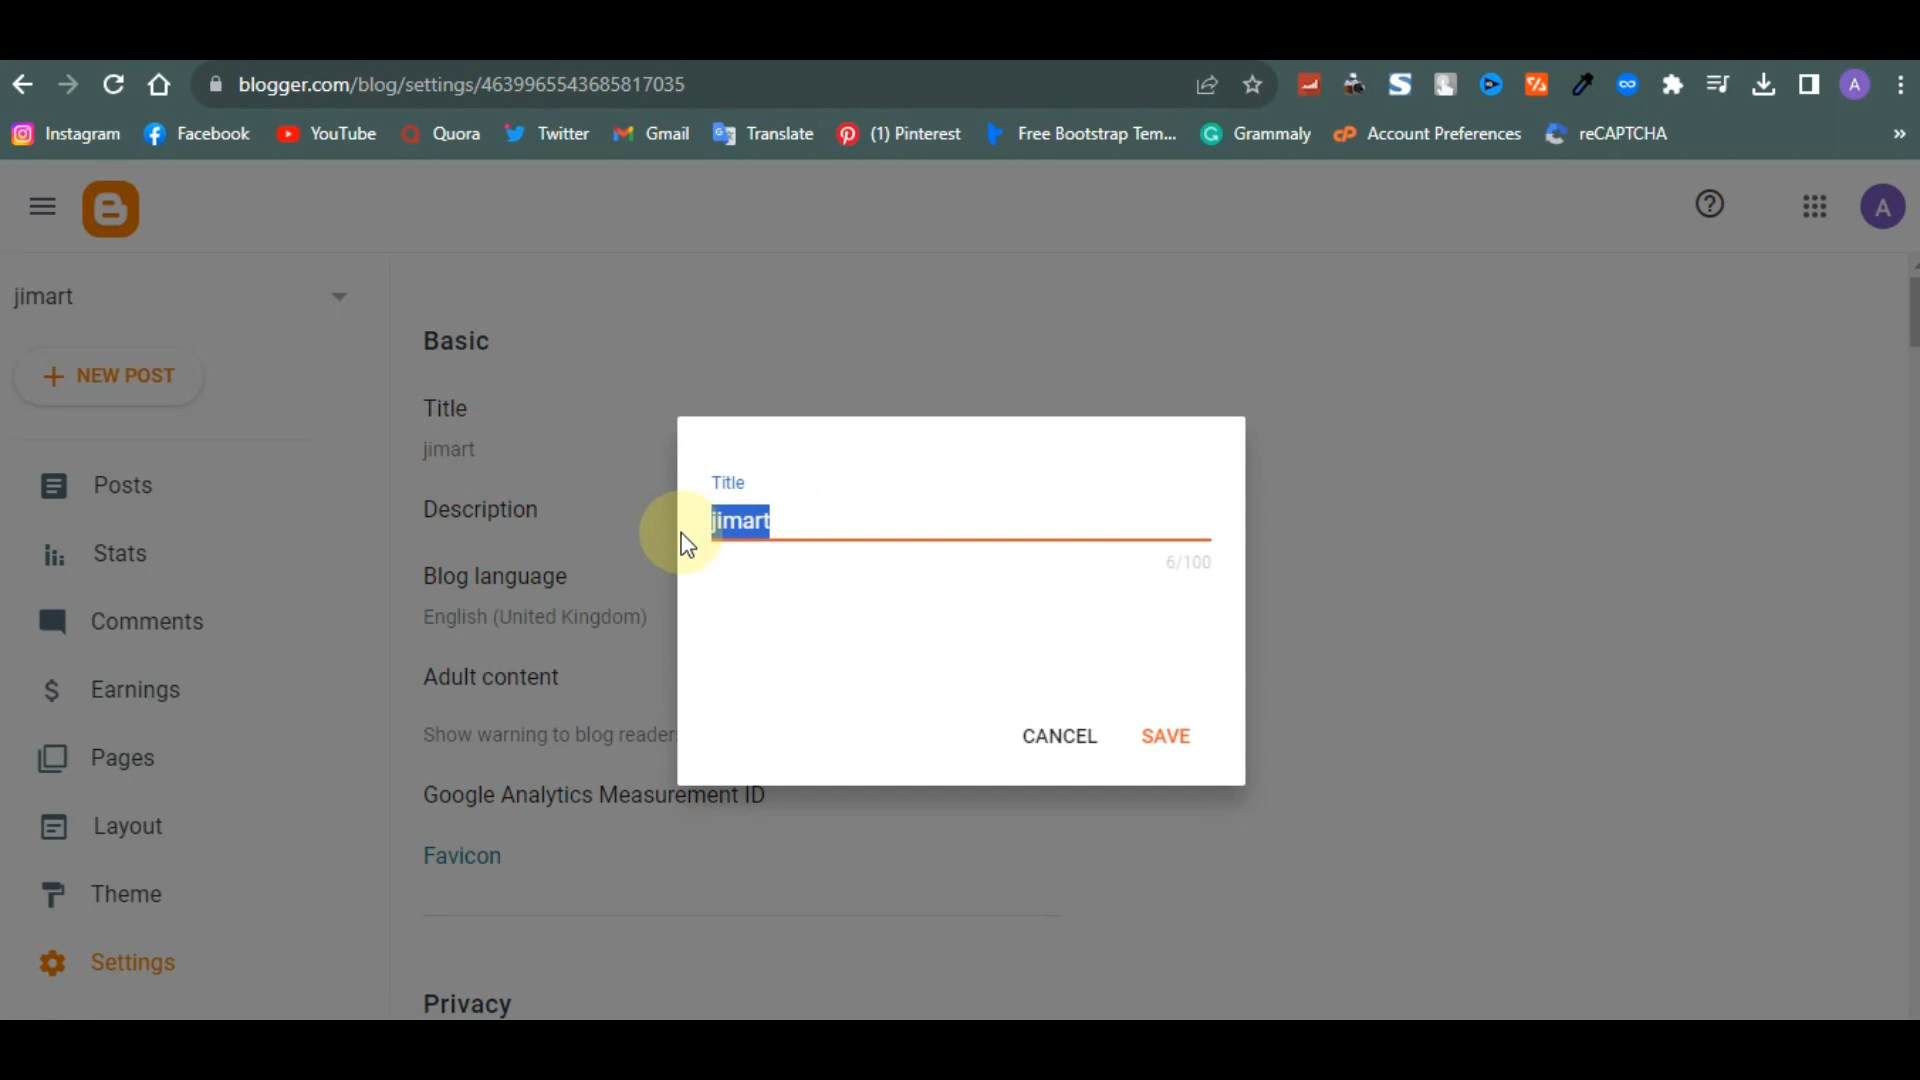 blogger.com/blog/settings/4639965543685817035
A
Instagram Facebook YouTube Quora Twitter Gmail Translate (1) Pinterest Free Bootstrap Tem... Grammaly Account Preferences reCAPTCHA »
A
jimart
NEW POST
Posts
Stats
Comments
Earnings
Pages
Layout
Theme
Settings
Basic
Title
jimart
Description
Blog language
English (United Kingdom)
Adult content
Show warning to blog reader
Google Analytics Measurement ID
Favicon
Privacy
Title
jimart
6/100
CANCEL SAVE